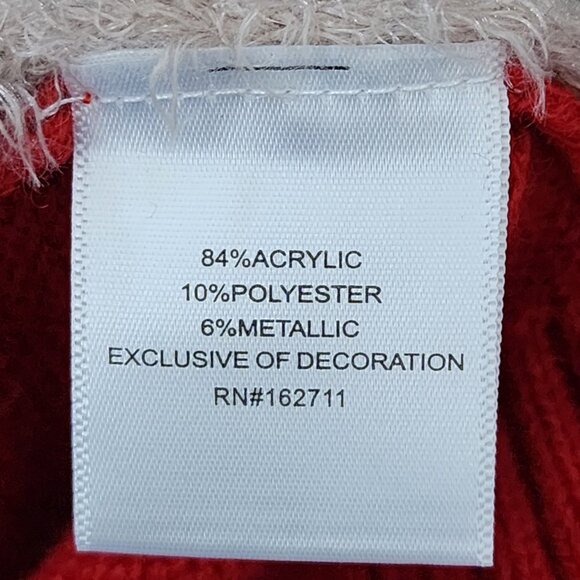 84%ACRYLIC
10%POLYESTER
6%METALLIC
EXCLUSIVE OF DECORATION
RN#162711